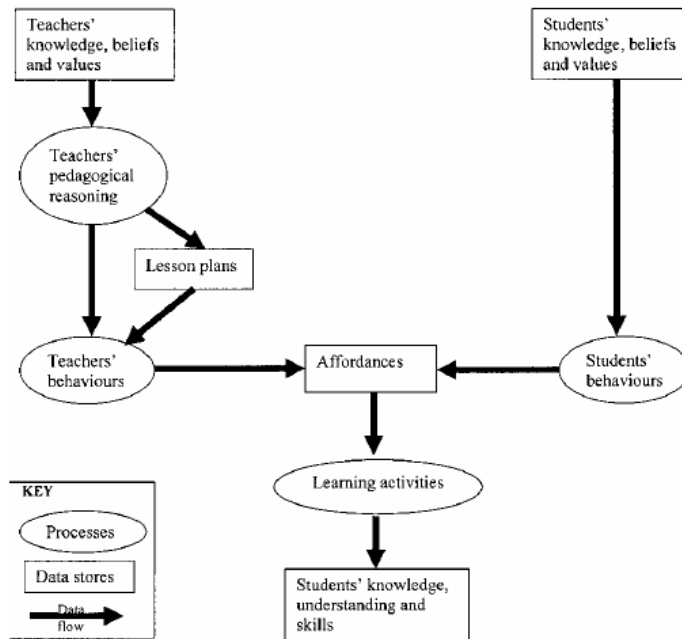 Teachers'
knowledge, beliefs
and values
Students'
knowledge, beliefs
and values
Teachers'
pedagogical
reasoning
Lesson plans
Teachers'
behaviours
Affordances
Students'
behaviours
Learning activities
Students' knowledge,
understanding and
skills
KEY
Processes
Data stores
Data
flow